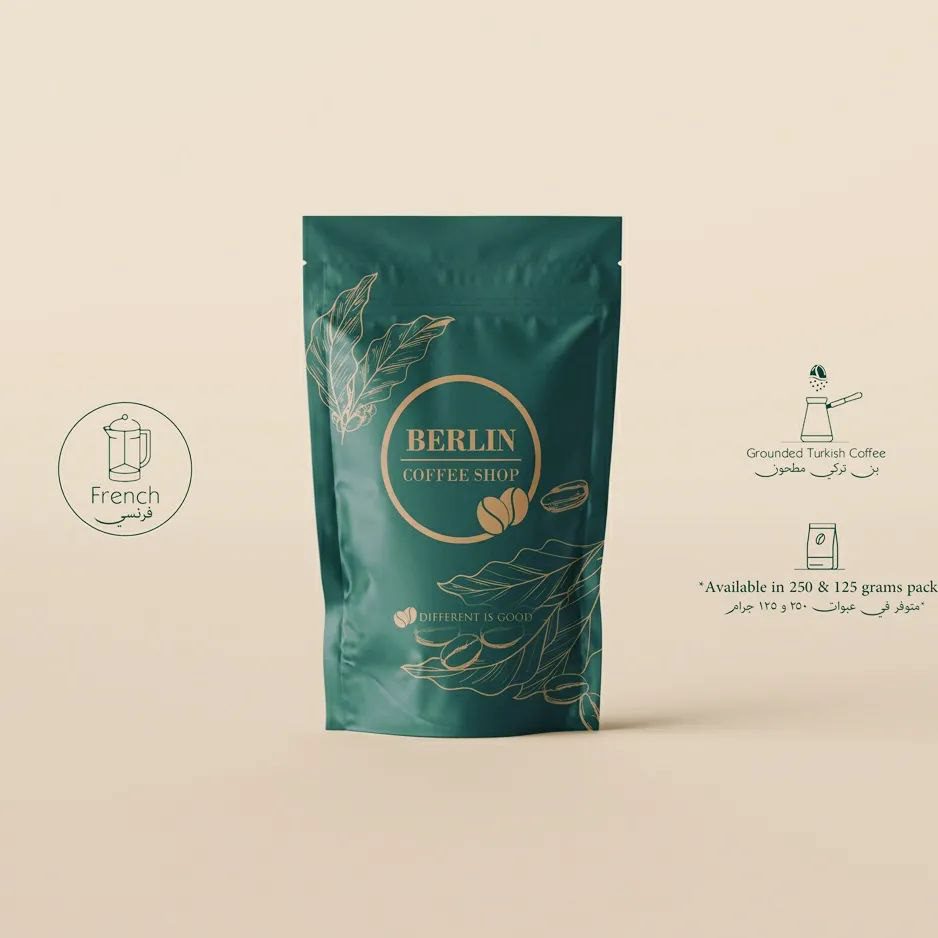 French
فرنسي
BERLIN
COFFEE SHOP
DIFFERENT IS GOOD
Grounded Turkish Coffee
بن تركي مطحون
*Available in 250 & 125 grams pack
*متوفر في عبوات ٢٥٠ و ١٢٥ جرام